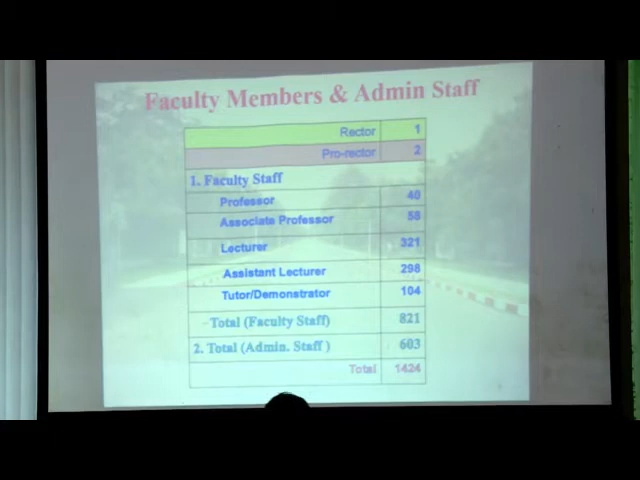 Faculty Members & Admin Staff
Rector 1
Pro-rector 2
1. Faculty Staff
Professor 40
Associate Professor 58
Lecturer 321
Assistant Lecturer 298
Tutor/Demonstrator 104
Total (Faculty Staff) 821
2. Total (Admin. Staff ) 603
Total 1424